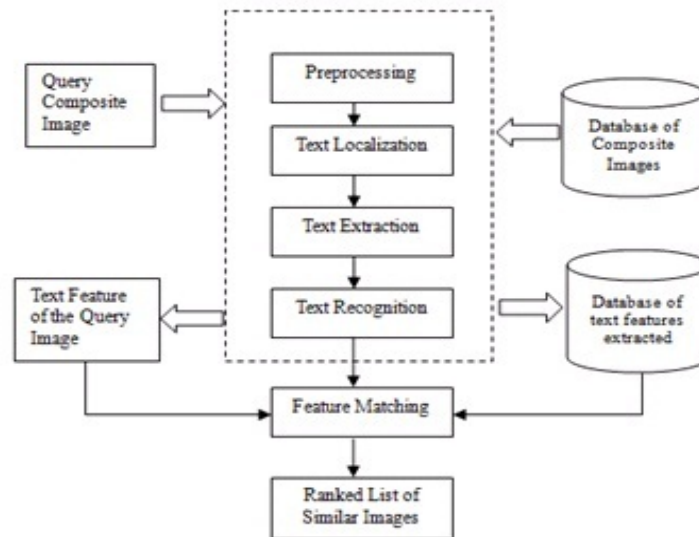 Query
Composite
Image
Preprocessing
Text Localization
Text Extraction
Text Recognition
Database of
Composite
Images
Text Feature
of the Query
Image
Database of
text features
extracted
Feature Matching
Ranked List of
Similar Images